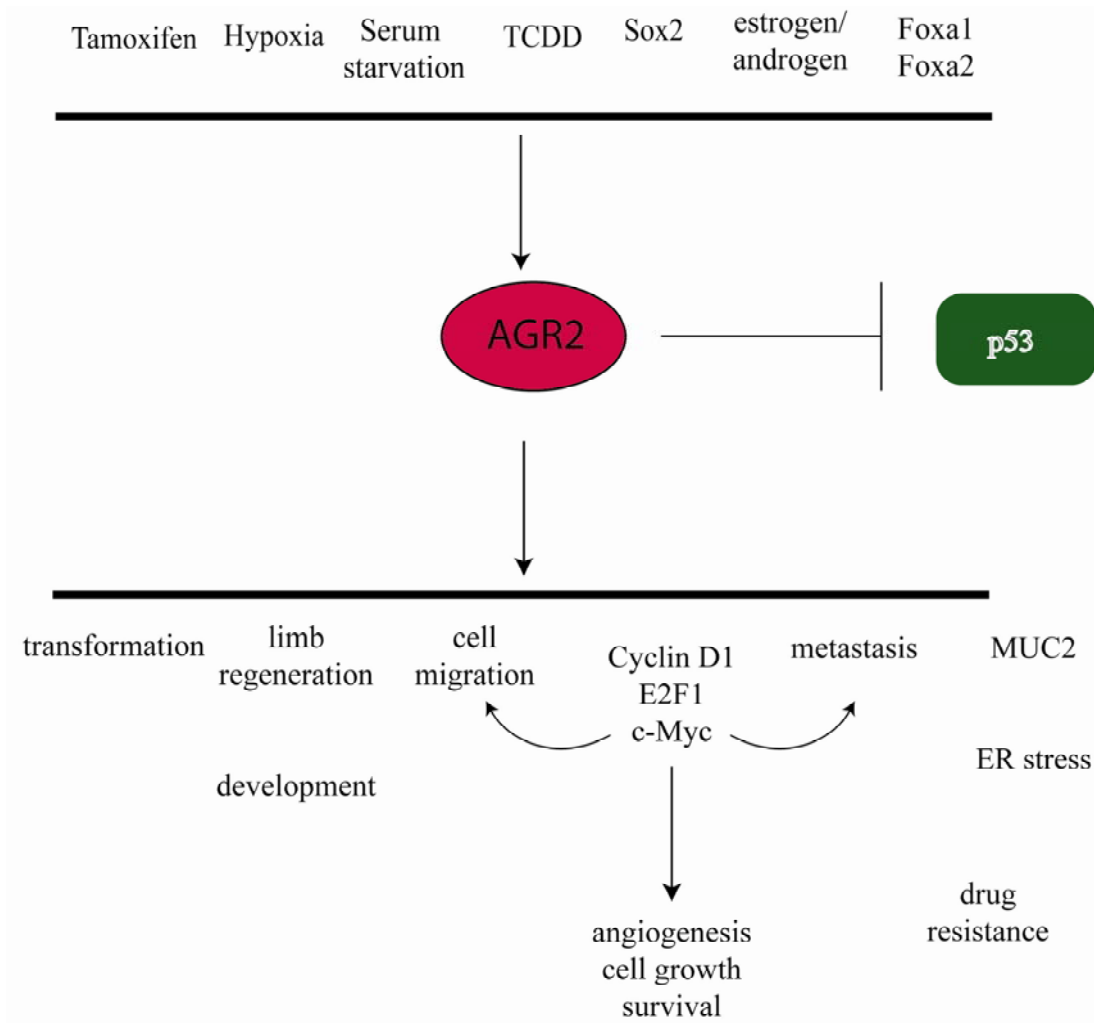 Tamoxifen
Hypoxia
Serum
starvation
TCDD
Sox2
estrogen/
androgen
Foxa1
Foxa2
AGR2
p53
transformation
limb
regeneration
cell
migration
Cyclin D1
E2F1
c-Myc
metastasis
MUC2
development
ER stress
angiogenesis
cell growth
survival
drug
resistance